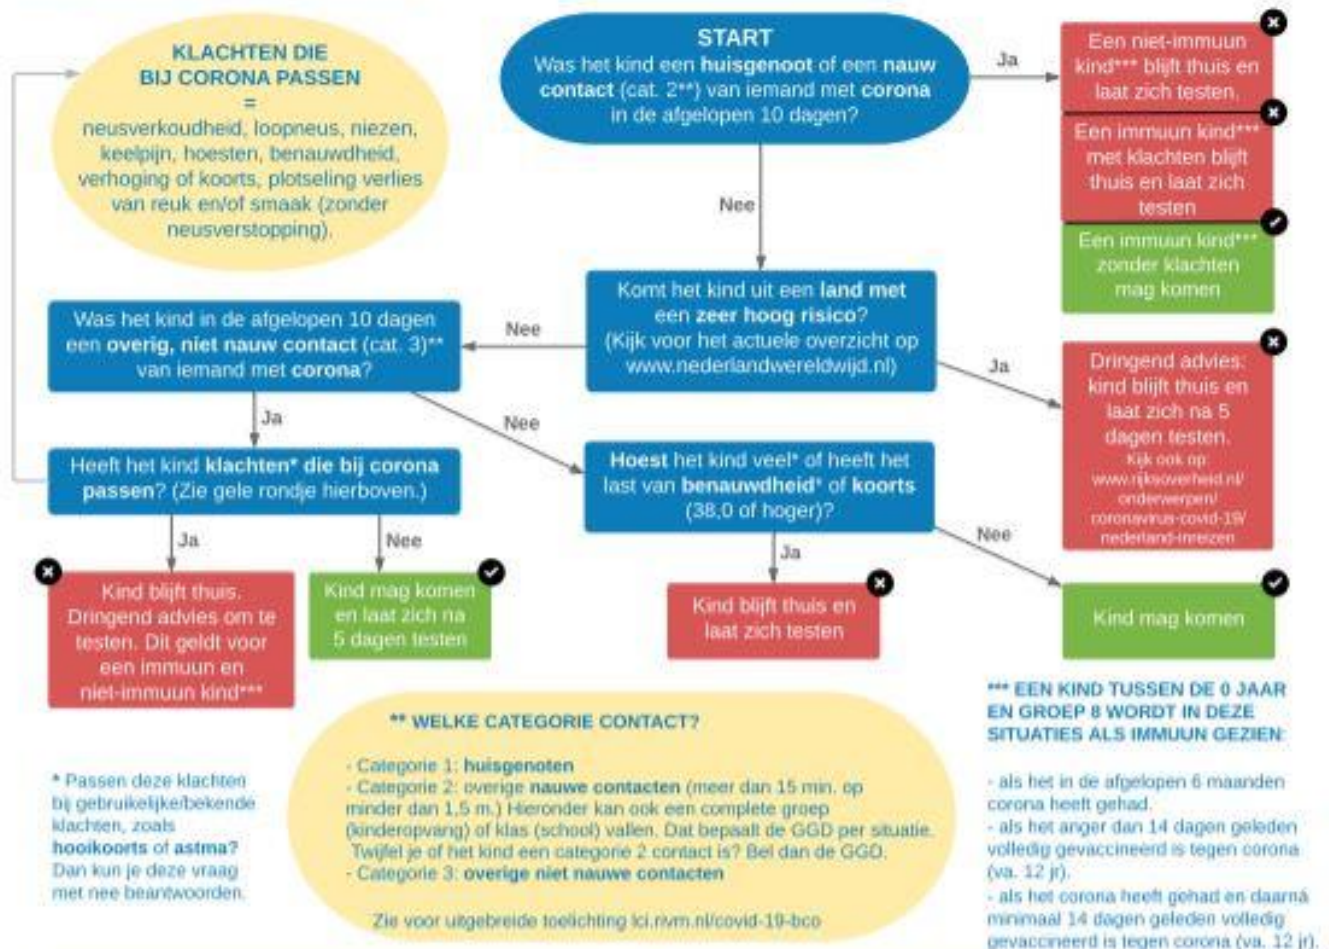 KLACHTEN DIE
BIJ CORONA PASSEN
=
neusverkoudheid, loopneus, niezen,
keelpijn, hoesten, benauwdheid,
verhoging of koorts, plotseling verlies
van reuk en/of smaak (zonder
neusverstopping).
START
Was het kind een huisgenoot of een nauw
contact (cat. 2**) van iemand met corona
in de afgelopen 10 dagen?
Ja
Een niet-immuun
kind*** blijft thuis en
laat zich testen.
Een immuun kind***
met klachten blijft
thuis en laat zich
testen
Een immuun kind***
zonder klachten
mag komen
Nee
Komt het kind uit een land met
een zeer hoog risico?
(Kijk voor het actuele overzicht op
www.nederlandwereldwijd.nl)
Nee
Ja
Dringend advies:
kind blijft thuis en
laat zich na 5
dagen testen.
Kijk ook op:
www.rijksoverheid.nl/
onderwerpen/
coronavirus-covid-19/
nederland-inreizen
Was het kind in de afgelopen 10 dagen
een overig, niet nauw contact (cat. 3)**
van iemand met corona?
Ja
Nee
Heeft het kind klachten* die bij corona
passen? (Zie gele rondje hierboven.)
Hoest het kind veel* of heeft het
last van benauwdheid* of koorts
(38,0 of hoger)?
Ja
Nee
Ja
Nee
Kind blijft thuis.
Dringend advies om te
testen. Dit geldt voor
een immuun en
niet-immuun kind***
Kind mag komen
en laat zich na
5 dagen testen
Kind blijft thuis en
laat zich testen
Kind mag komen
* Passen deze klachten
bij gebruikelijke/bekende
klachten, zoals
hooikoorts of astma?
Dan kun je deze vraag
met nee beantwoorden.
** WELKE CATEGORIE CONTACT?
- Categorie 1: huisgenoten
- Categorie 2: overige nauwe contacten (meer dan 15 min. op
minder dan 1,5 m.) Hieronder kan ook een complete groep
(kinderopvang) of klas (school) vallen. Dat bepaalt de GGD per situatie.
Twijfel je of het kind een categorie 2 contact is? Bel dan de GGD.
- Categorie 3: overige niet nauwe contacten
Zie voor uitgebreide toelichting lci.rivm.nl/covid-19-bco
*** EEN KIND TUSSEN DE 0 JAAR
EN GROEP 8 WORDT IN DEZE
SITUATIES ALS IMMUUN GEZIEN:
- als het in de afgelopen 6 maanden
corona heeft gehad.
- als het anger dan 14 dagen geleden
volledig gevaccineerd is tegen corona
(va. 12 jr).
- als het corona heeft gehad en daarná
minimaal 14 dagen geleden volledig
gevaccineerd is tegen corona (va. 12 jr).